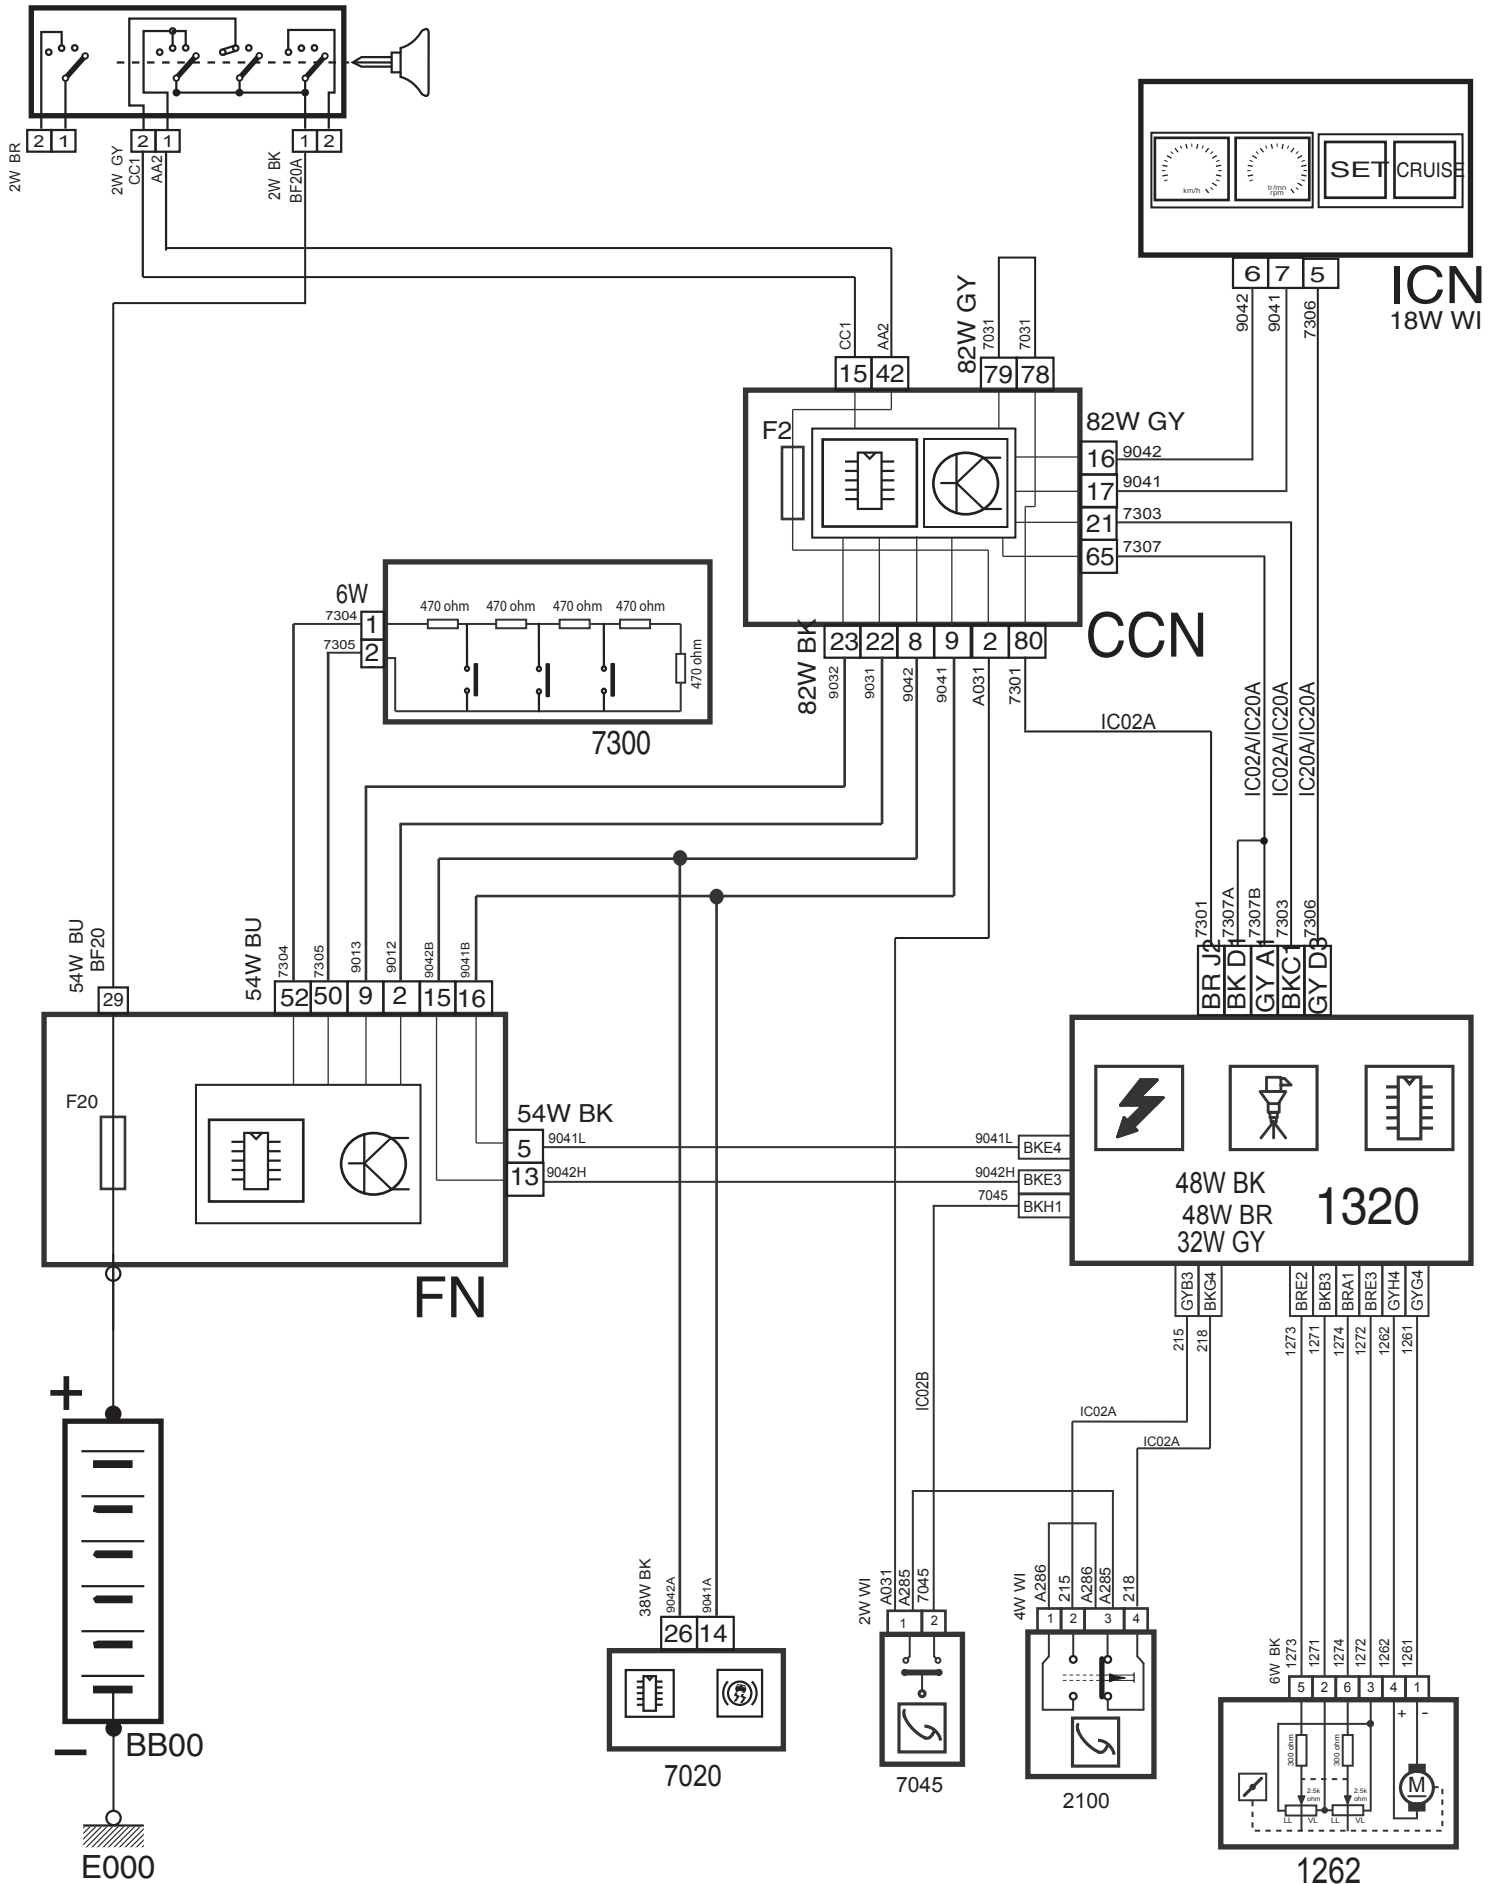 2 1
2 1
1 2
2W BR
2W GY
CC1
AA2
2W BK
BF20A
km/h
tr/mn
rpm
SET
CRUISE
6 7 5
ICN
18W WI
9042
9041
7306
82W GY
7031
7031
CC1
AA2
15 42
79 78
F2
82W GY
16 9042
17 9041
21 7303
65 7307
CCN
82W BK
23 22 8 9 2 80
9032
9031
9042
9041
A031
7301
IC02A
IC02A/IC20A
IC02A/IC20A
IC20A/IC20A
6W
7304 1
7305 2
470 ohm 470 ohm 470 ohm 470 ohm
470 ohm
7300
54W BU
BF20
29
54W BU
7304
7305
9013
9012
9042B
9041B
52 50 9 2 15 16
F20
54W BK
5 9041L
13 9042H
FN
7301
7307A
7307B
7303
7306
BR J2
BK D1
GY A1
BKC1
GY D3
9041L BKE4
9042H BKE3
7045 BKH1
48W BK
48W BR
32W GY
1320
GYB3
BKG4
BRE2
BKB3
BRA1
BRE3
GYH4
GYG4
215
218
1273
1271
1274
1272
1262
1261
IC02B
IC02A
IC02A
+
–
BB00
E000
38W BK
9042A
9041A
26 14
7020
2W WI
A031
A285
7045
1 2
7045
4W WI
A286
215
A286
A285
218
1 2 3 4
2100
6W BK
1273
1271
1274
1272
1262
1261
5 2 6 3 4 1
+ -
300 ohm
300 ohm
2.5k
ohm
2.5k
ohm
M
LL VL LL VL
1262